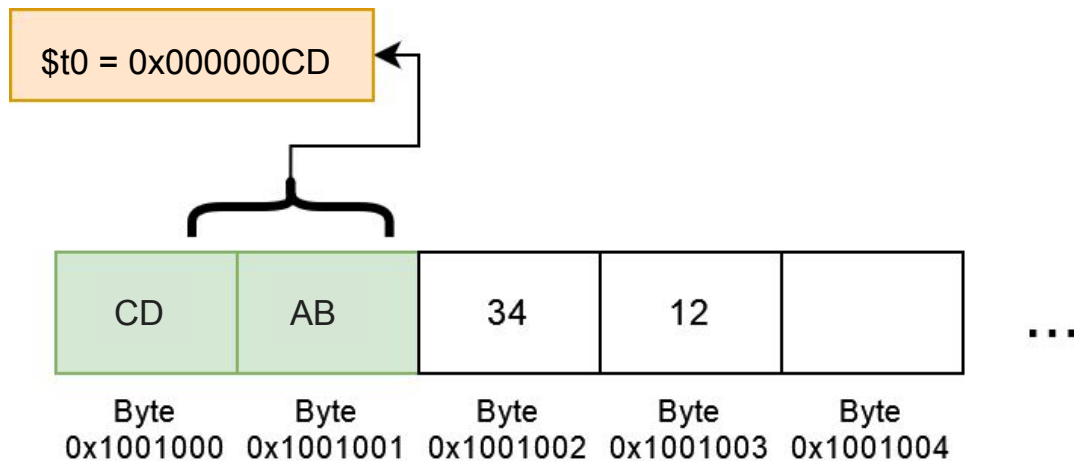 $t0 = 0x000000CD
CD AB 34 12
...
Byte Byte Byte Byte Byte
0x1001000 0x1001001 0x1001002 0x1001003 0x1001004